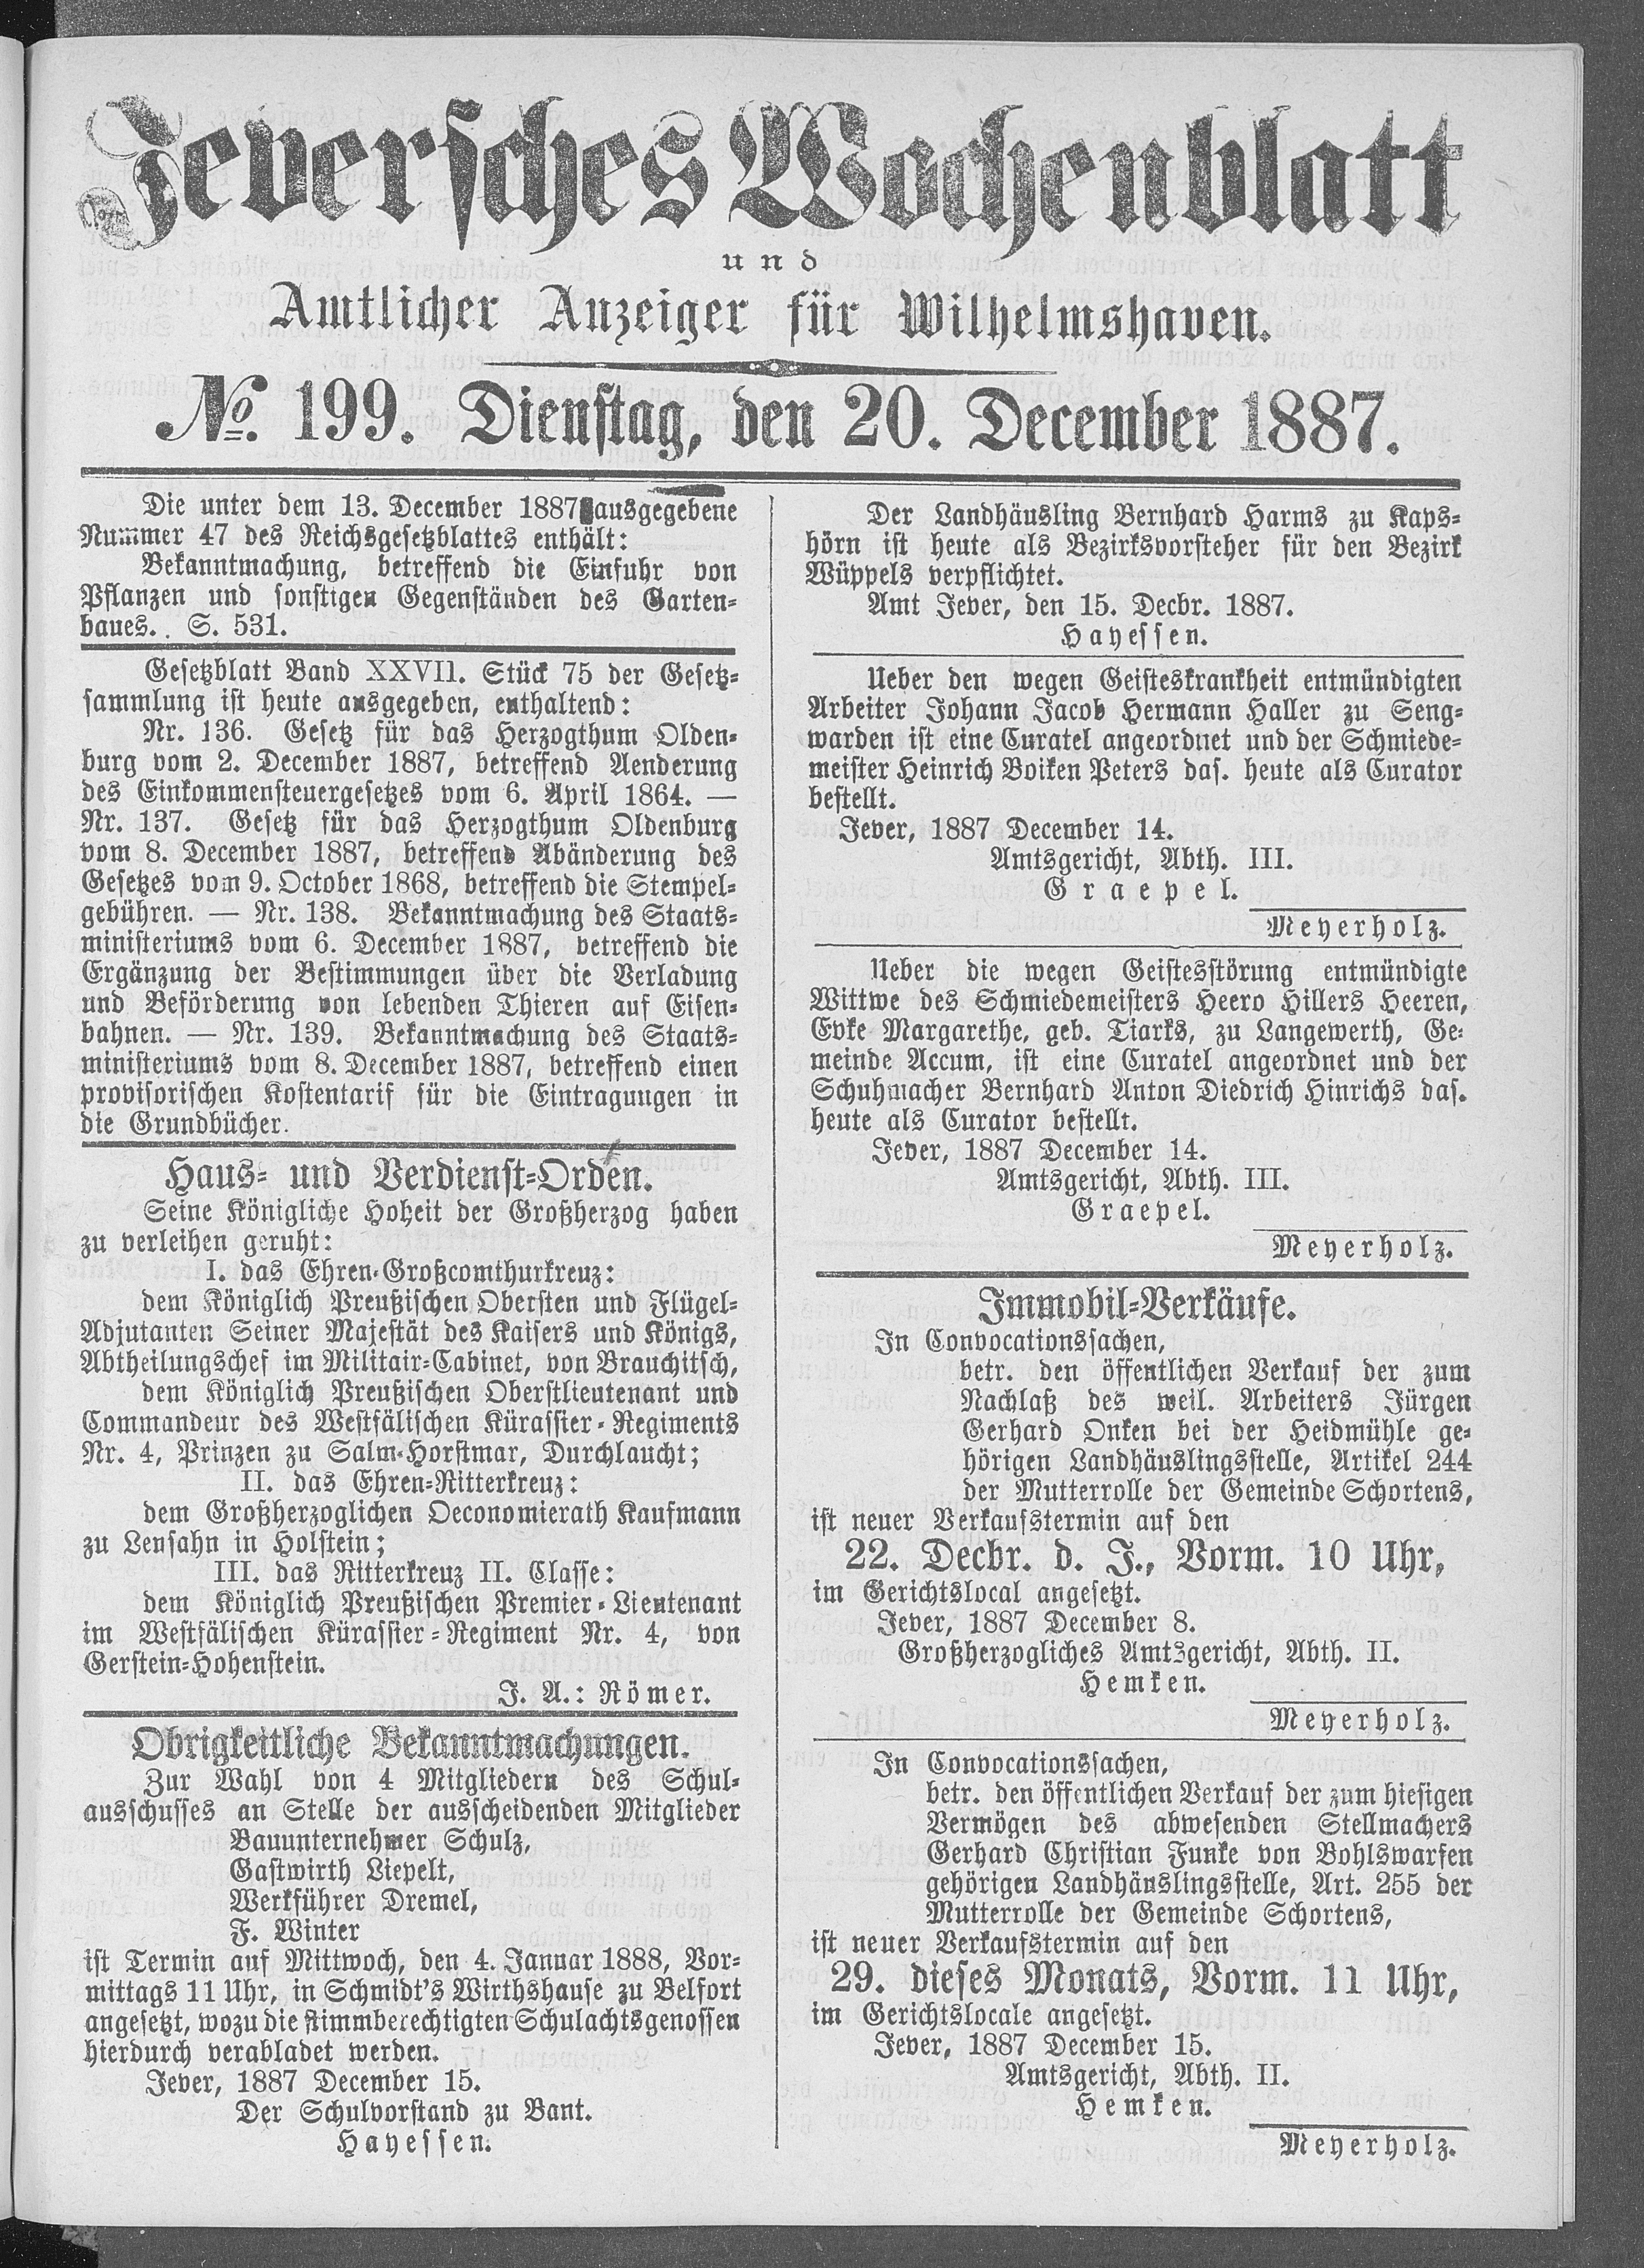 Jeversches Wochenblatt
und
Amtlicher Anzeiger für Wilhelmshaven.
No. 199. Dienstag, den 20. December 1887.
Die unter dem 13. December 1887 ausgegebene
Nummer 47 des Reichsgesetzblattes enthält:
Bekanntmachung, betreffend die Einfuhr von
Pflanzen und sonstigen Gegenständen des Garten-
baues. S. 531.
Gesetzblatt Band XXVII. Stück 75 der Gesetz-
sammlung ist heute ausgegeben, enthaltend:
Nr. 136. Gesetz für das Herzogthum Olden-
burg vom 2. December 1887, betreffend Aenderung
des Einkommensteuergesetzes vom 6. April 1864. —
Nr. 137. Gesetz für das Herzogthum Oldenburg
vom 8. December 1887, betreffend Abänderung des
Gesetzes vom 9. October 1868, betreffend die Stempel-
gebühren. — Nr. 138. Bekanntmachung des Staats-
ministeriums vom 6. December 1887, betreffend die
Ergänzung der Bestimmungen über die Verladung
und Beförderung von lebenden Thieren auf Eisen-
bahnen. — Nr. 139. Bekanntmachung des Staats-
ministeriums vom 8. December 1887, betreffend einen
provisorischen Kostentarif für die Eintragungen in
die Grundbücher.
Haus- und Verdienst-Orden.
Seine Königliche Hoheit der Großherzog haben
zu verleihen geruht:
I. das Ehren-Großcomthurkreuz:
dem Königlich Preußischen Obersten und Flügel-
Adjutanten Seiner Majestät des Kaisers und Königs,
Abtheilungschef im Militair-Cabinet, von Brauchitsch,
dem Königlich Preußischen Oberstlieutenant und
Commandeur des Westfälischen Kürassier-Regiments
Nr. 4, Prinzen zu Salm-Horstmar, Durchlaucht;
II. das Ehren-Ritterkreuz:
dem Großherzoglichen Oeconomierath Kaufmann
zu Lensahn in Holstein;
III. das Ritterkreuz II. Classe:
dem Königlich Preußischen Premier-Lieutenant
im Westfälischen Kürassier-Regiment Nr. 4, von
Gerstein-Hohenstein.
J. A.: Römer.
Obrigkeitliche Bekanntmachungen.
Zur Wahl von 4 Mitgliedern des Schul-
ausschusses an Stelle der ausscheidenden Mitglieder
Bauunternehmer Schulz,
Gastwirth Liepelt,
Werkführer Dremel,
F. Winter
ist Termin auf Mittwoch, den 4. Januar 1888, Vor-
mittags 11 Uhr, in Schmidt's Wirthshause zu Belfort
angesetzt, wozu die stimmberechtigten Schulachtsgenossen
hierdurch verabladet werden.
Jever, 1887 December 15.
Der Schulvorstand zu Bant.
Hayessen.
Der Landhäusling Bernhard Harms zu Kaps-
hörn ist heute als Bezirksvorsteher für den Bezirk
Wüppels verpflichtet.
Amt Jever, den 15. Decbr. 1887.
Hayessen.
Ueber den wegen Geisteskrankheit entmündigten
Arbeiter Johann Jacob Hermann Haller zu Seng-
warden ist eine Curatel angeordnet und der Schmiede-
meister Heinrich Boiken Peters das. heute als Curator
bestellt.
Jever, 1887 December 14.
Amtsgericht, Abth. III.
Graepel.
Meyerholz.
Ueber die wegen Geistesstörung entmündigte
Wittwe des Schmiedemeisters Heero Hillers Heeren,
Evke Margarethe, geb. Tiarks, zu Langewerth, Ge-
meinde Accum, ist eine Curatel angeordnet und der
Schuhmacher Bernhard Anton Diedrich Hinrichs das.
heute als Curator bestellt.
Jever, 1887 December 14.
Amtsgericht, Abth. III.
Graepel.
Meyerholz.
Immobil-Verkäufe.
In Convocationssachen,
betr. den öffentlichen Verkauf der zum
Nachlaß des weil. Arbeiters Jürgen
Gerhard Onken bei der Heidmühle ge-
hörigen Landhäuslingsstelle, Artikel 244
der Mutterrolle der Gemeinde Schortens,
ist neuer Verkaufstermin auf den
22. Decbr. d. J., Vorm. 10 Uhr,
im Gerichtslocal angesetzt.
Jever, 1887 December 8.
Großherzogliches Amtsgericht, Abth. II.
Hemken.
Meyerholz.
In Convocationssachen,
betr. den öffentlichen Verkauf der zum hiesigen
Vermögen des abwesenden Stellmachers
Gerhard Christian Funke von Bohlswarfen
gehörigen Landhäuslingsstelle, Art. 255 der
Mutterrolle der Gemeinde Schortens,
ist neuer Verkaufstermin auf den
29. dieses Monats, Vorm. 11 Uhr,
im Gerichtslocale angesetzt.
Jever, 1887 December 15.
Amtsgericht, Abth. II.
Hemken.
Meyerholz.